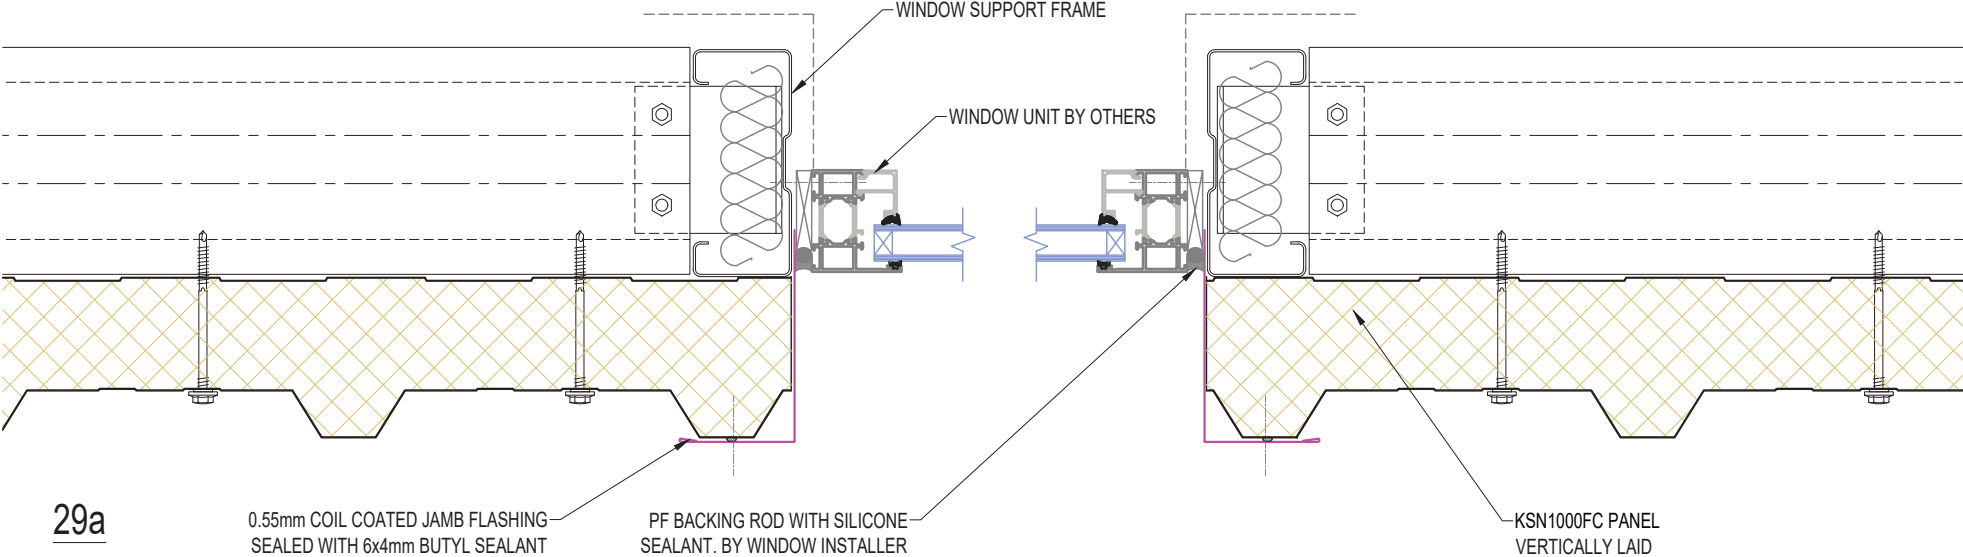 WINDOW SUPPORT FRAME
WINDOW UNIT BY OTHERS
29a
0.55mm COIL COATED JAMB FLASHING
SEALED WITH 6x4mm BUTYL SEALANT
PF BACKING ROD WITH SILICONE
SEALANT. BY WINDOW INSTALLER
KSN1000FC PANEL
VERTICALLY LAID